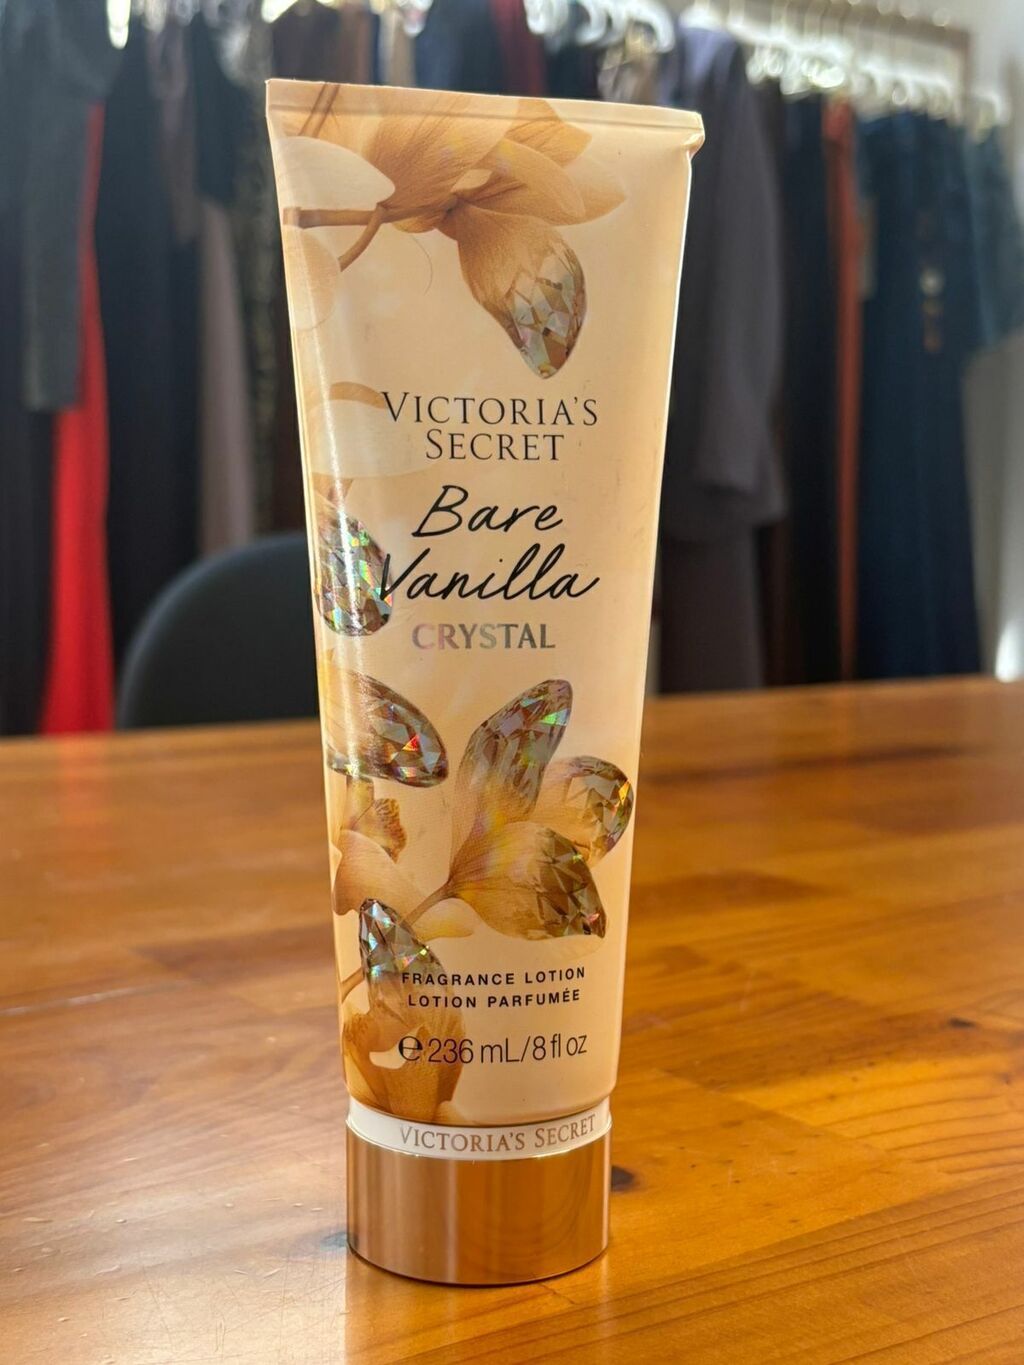 VICTORIA'S
SECRET
Bare
Vanilla
CRYSTAL
FRAGRANCE LOTION
LOTION PARFUMÉE
℮ 236 mL/8 fl oz
VICTORIA'S SECRET